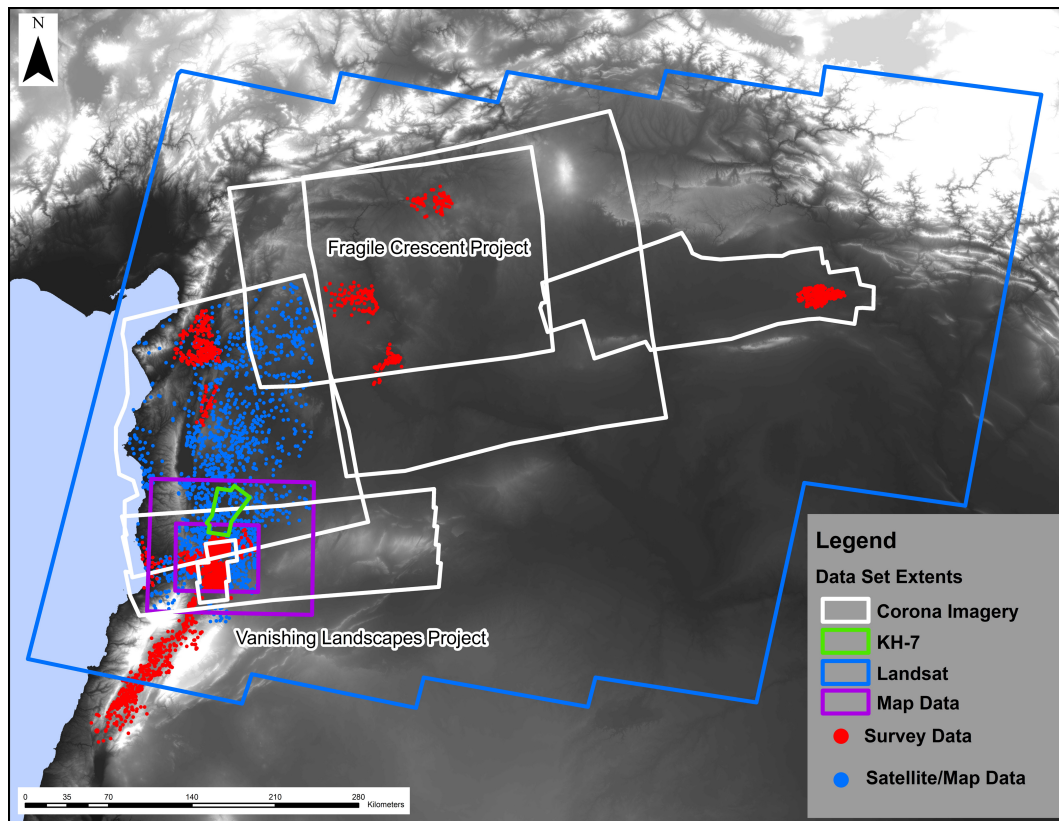 N
Fragile Crescent Project
Vanishing Landscapes Project
Legend
Data Set Extents
Corona Imagery
KH-7
Landsat
Map Data
Survey Data
Satellite/Map Data
0 35 70 140 210 280
Kilometers